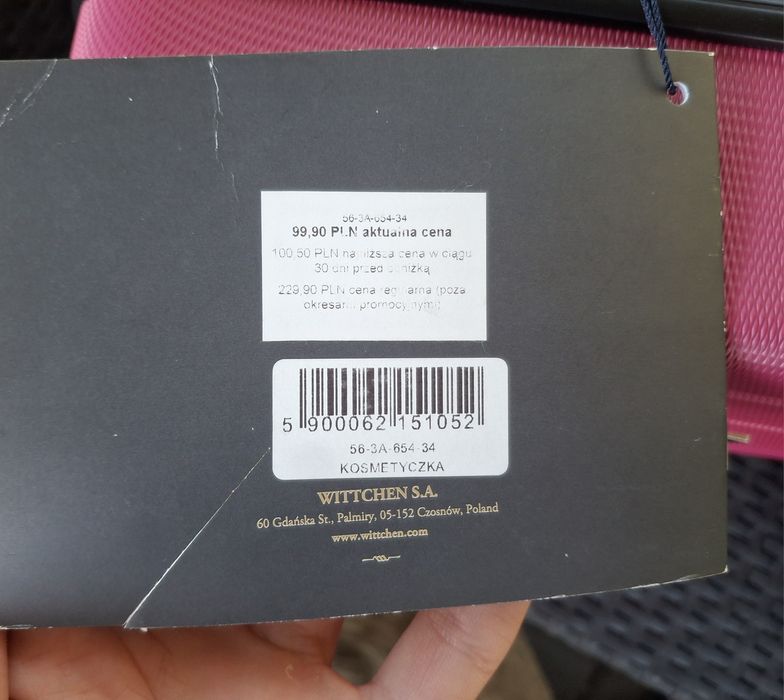 56-3A-654-34
99,90 PLN aktualna cena
100,50 PLN najniższa cena w ciągu
30 dni przed obniżką
229,90 PLN cena regularna (poza
okresami promocyjnymi)
5 900062 151052
56-3A-654-34
KOSMETYCZKA
WITTCHEN S.A.
60 Gdańska St., Palmiry, 05-152 Czosnów, Poland
www.wittchen.com